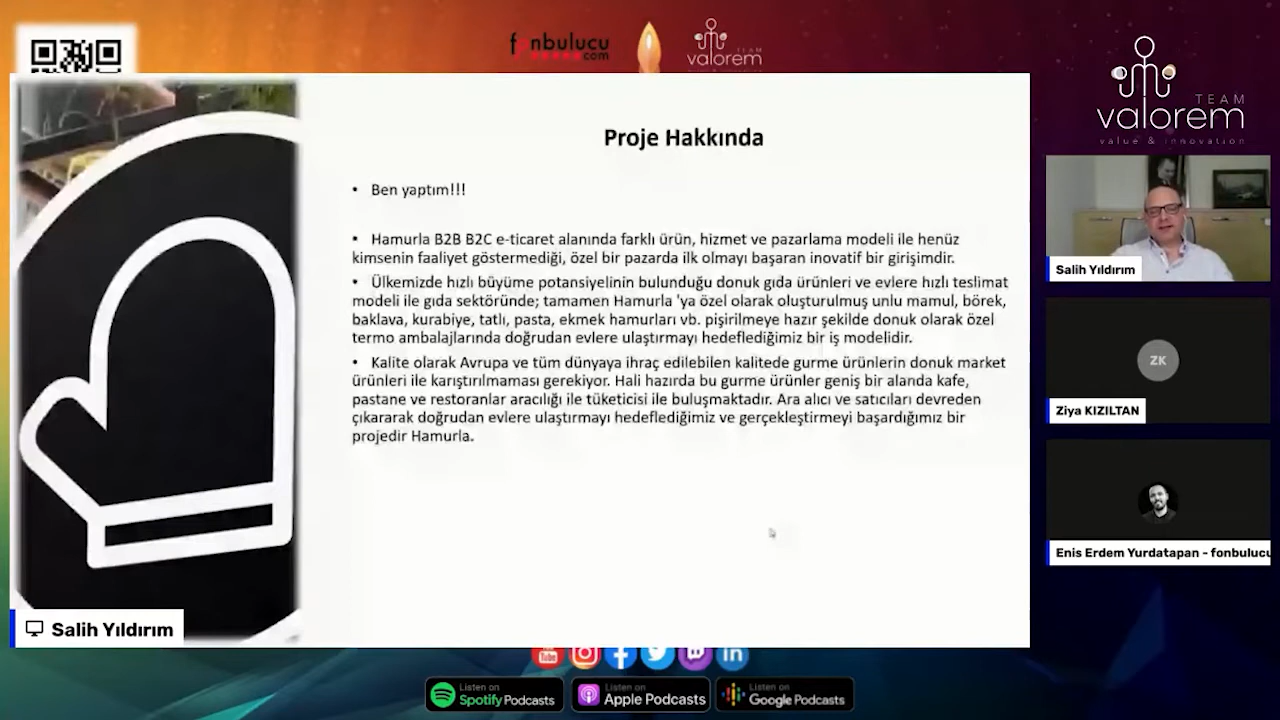 fonbulucu
.com
TEAM
valorem
TEAM
valorem
value & innovation
Proje Hakkında
• Ben yaptım!!!
• Hamurla B2B B2C e-ticaret alanında farklı ürün, hizmet ve pazarlama modeli ile henüz
kimsenin faaliyet göstermediği, özel bir pazarda ilk olmayı başaran inovatif bir girişimdir.
• Ülkemizde hızlı büyüme potansiyelinin bulunduğu donuk gıda ürünleri ve evlere hızlı teslimat
modeli ile gıda sektöründe; tamamen Hamurla 'ya özel olarak oluşturulmuş unlu mamul, börek,
baklava, kurabiye, tatlı, pasta, ekmek hamurları vb. pişirilmeye hazır şekilde donuk olarak özel
termo ambalajlarında doğrudan evlere ulaştırmayı hedeflediğimiz bir iş modelidir.
• Kalite olarak Avrupa ve tüm dünyaya ihraç edilebilen kalitede gurme ürünlerin donuk market
ürünleri ile karıştırılmaması gerekiyor. Hali hazırda bu gurme ürünler geniş bir alanda kafe,
pastane ve restoranlar aracılığı ile tüketicisi ile buluşmaktadır. Ara alıcı ve satıcıları devreden
çıkararak doğrudan evlere ulaştırmayı hedeflediğimiz ve gerçekleştirmeyi başardığımız bir
projedir Hamurla.
Salih Yıldırım
ZK
Ziya KIZILTAN
Enis Erdem Yurdatapan - fonbulucu
Salih Yıldırım
You
Tube
in
Listen on
Spotify Podcasts
Listen on
Apple Podcasts
Listen on
Google Podcasts